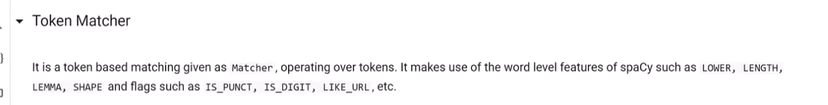 Token Matcher
It is a token based matching given as Matcher, operating over tokens. It makes use of the word level features of spaCy such as LOWER, LENGTH,
LEMMA, SHAPE and flags such as IS_PUNCT, IS_DIGIT, LIKE_URL, etc.